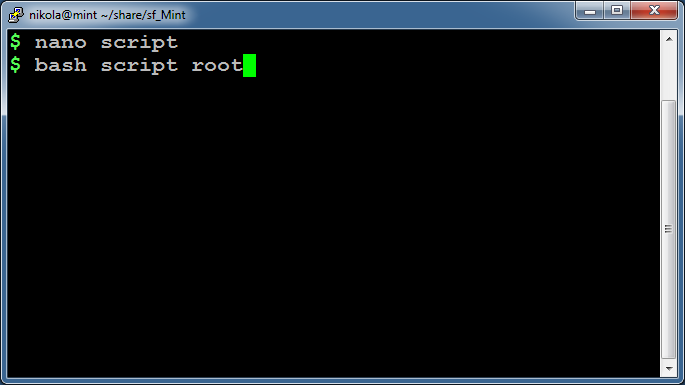 nikola@mint ~/share/sf_Mint
$ nano script
$ bash script root